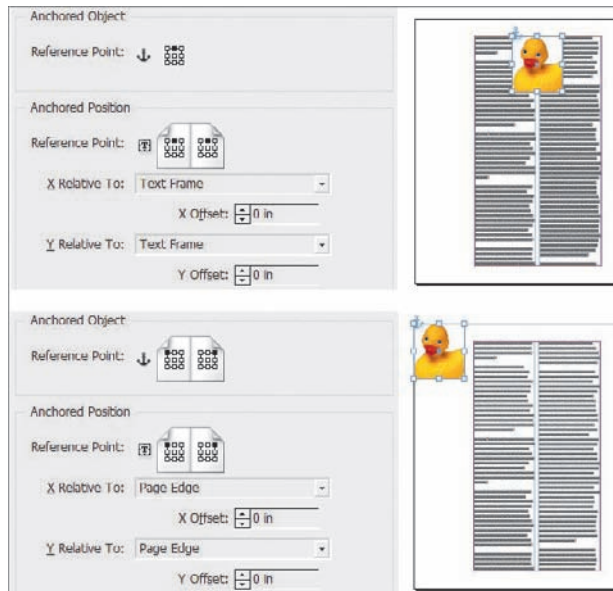 Anchored Object
Reference Point:
Anchored Position
Reference Point:
X Relative To: Text Frame
X Offset: 0 in
Y Relative To: Text Frame
Y Offset: 0 in
Anchored Object
Reference Point:
Anchored Position
Reference Point:
X Relative To: Page Edge
X Offset: 0 in
Y Relative To: Page Edge
Y Offset: 0 in